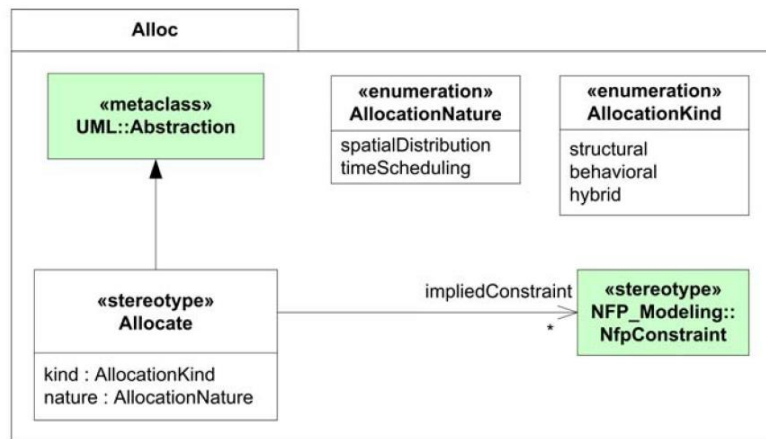 Alloc
«metaclass»
UML::Abstraction
«enumeration»
AllocationNature
spatialDistribution
timeScheduling
«enumeration»
AllocationKind
structural
behavioral
hybrid
«stereotype»
Allocate
kind : AllocationKind
nature : AllocationNature
impliedConstraint
*
«stereotype»
NFP_Modeling::
NfpConstraint